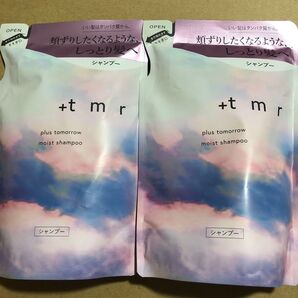 OPEN
頬ずりしたくなるような、
しっとり髪へ
シャンプー
+t m r
plus tomorrow
moist shampoo
シャンプー
OPEN
頬ずりしたくなるような、
しっとり髪へ
シャンプー
+t m r
plus tomorrow
moist shampoo
シャンプー